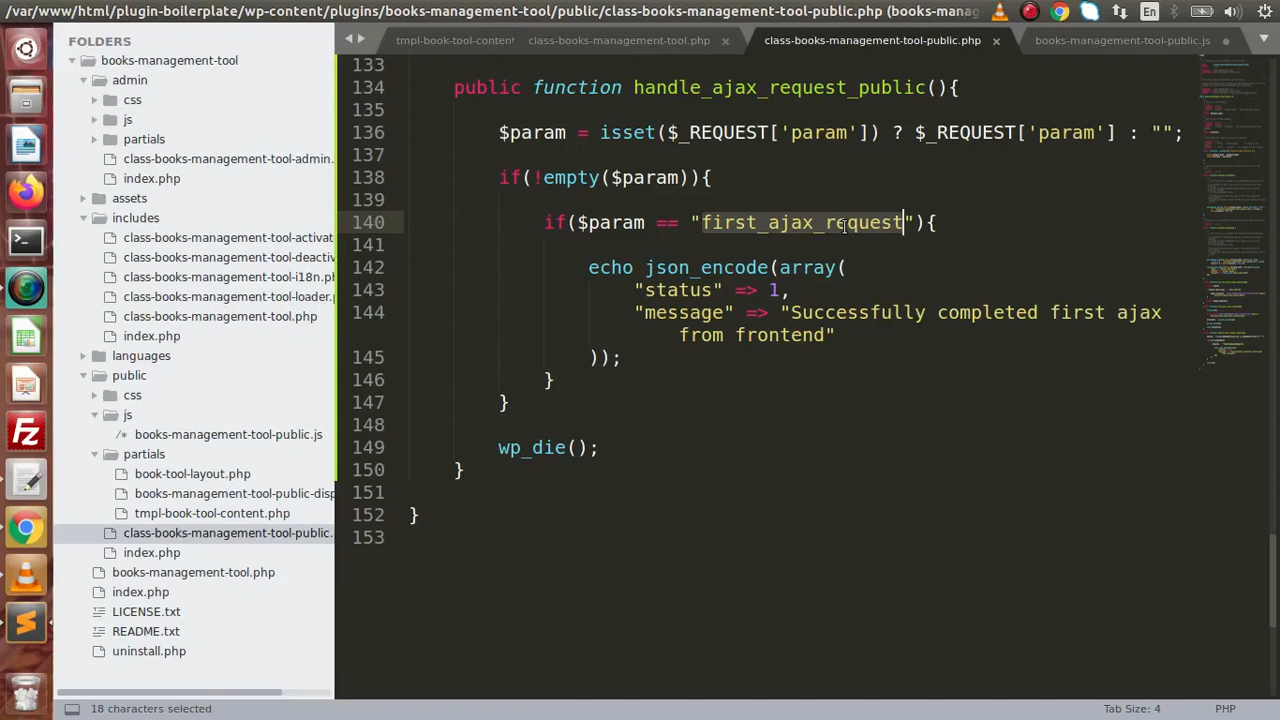 /var/www/html/plugin-boilerplate/wp-content/plugins/books-management-tool/public/class-books-management-tool-public.php (books-manag
En
FOLDERS
books-management-tool
admin
css
js
partials
class-books-management-tool-admin.
index.php
assets
includes
class-books-management-tool-activat
class-books-management-tool-deactiv
class-books-management-tool-i18n.ph
class-books-management-tool-loader.
class-books-management-tool.php
index.php
languages
public
css
js
/* books-management-tool-public.js
partials
book-tool-layout.php
books-management-tool-public-disp
tmpl-book-tool-content.php
class-books-management-tool-public.
index.php
books-management-tool.php
index.php
LICENSE.txt
README.txt
uninstall.php
tmpl-book-tool-content class-books-management-tool.php × class-books-management-tool-public.php × books-management-tool-public.js
133
134 public function handle_ajax_request_public(){
135
136 $param = isset($_REQUEST['param']) ? $_REQUEST['param'] : "";
137
138 if(!empty($param)){
139
140 if($param == "first_ajax_request"){
141
142 echo json_encode(array(
143 "status" => 1,
144 "message" => "Successfully completed first ajax
from frontend"
145 ));
146 }
147 }
148
149 wp_die();
150 }
151
152 }
153
18 characters selected
Tab Size: 4
PHP